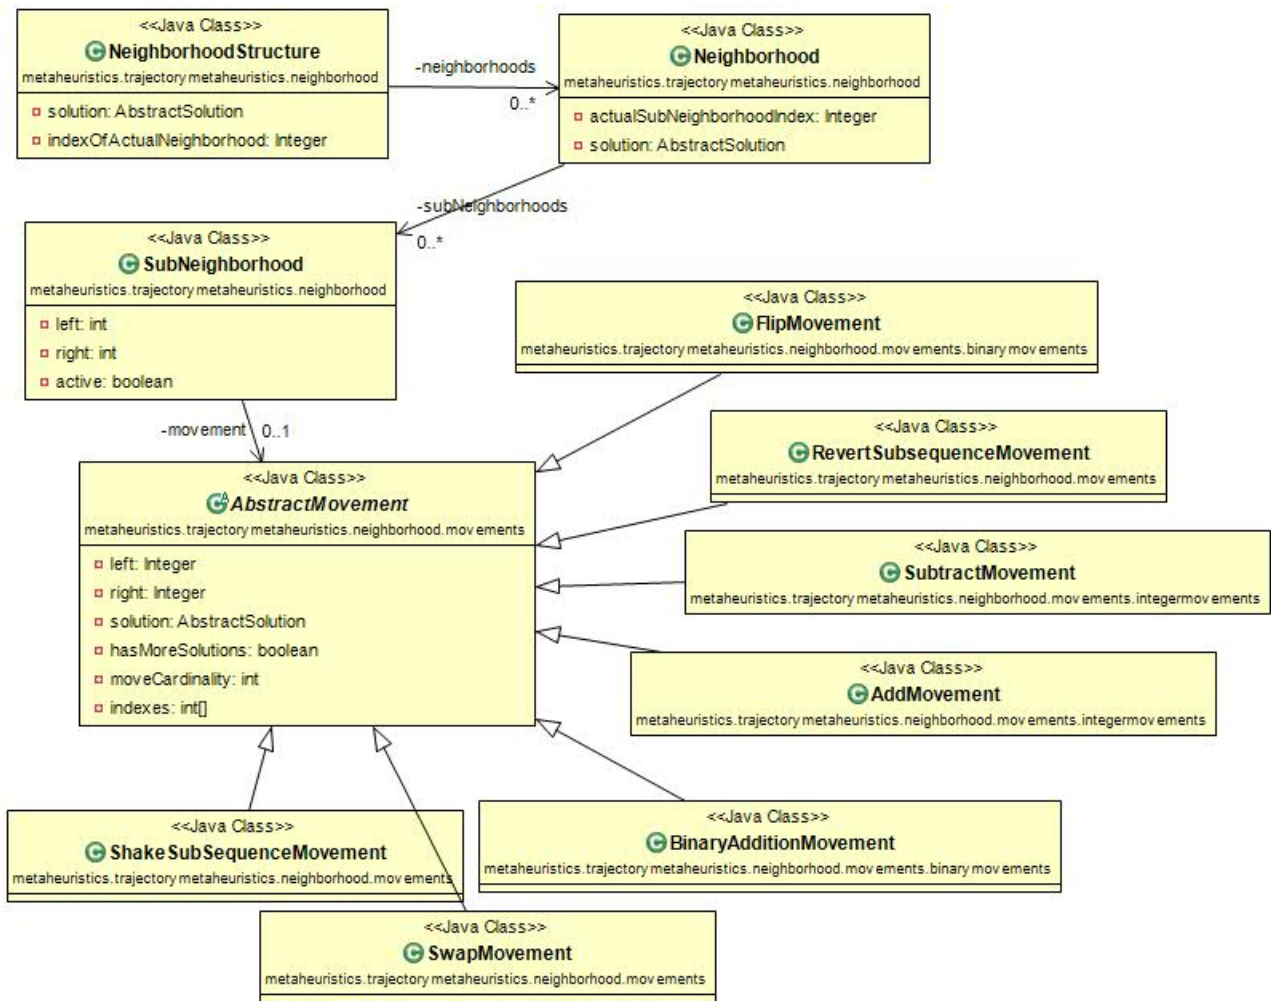 <<Java Class>>
NeighborhoodStructure
metaheuristics.trajectorymetaheuristics.neighborhood
solution: AbstractSolution
indexOfActualNeighborhood: Integer
-neighborhoods
0..*
<<Java Class>>
Neighborhood
metaheuristics.trajectorymetaheuristics.neighborhood
actualSubNeighborhoodIndex: Integer
solution: AbstractSolution
-subNeighborhoods
0..*
<<Java Class>>
SubNeighborhood
metaheuristics.trajectorymetaheuristics.neighborhood
left: int
right: int
active: boolean
-movement
0..1
<<Java Class>>
FlipMovement
metaheuristics.trajectorymetaheuristics.neighborhood.movements.binarymovements
<<Java Class>>
RevertSubsequenceMovement
metaheuristics.trajectorymetaheuristics.neighborhood.movements
<<Java Class>>
AbstractMovement
metaheuristics.trajectorymetaheuristics.neighborhood.movements
left: Integer
right: Integer
solution: AbstractSolution
hasMoreSolutions: boolean
moveCardinality: int
indexes: int[]
<<Java Class>>
SubtractMovement
metaheuristics.trajectorymetaheuristics.neighborhood.movements.integermovements
<<Java Class>>
AddMovement
metaheuristics.trajectorymetaheuristics.neighborhood.movements.integermovements
<<Java Class>>
BinaryAdditionMovement
metaheuristics.trajectorymetaheuristics.neighborhood.movements.binarymovements
<<Java Class>>
ShakeSubSequenceMovement
metaheuristics.trajectorymetaheuristics.neighborhood.movements
<<Java Class>>
SwapMovement
metaheuristics.trajectorymetaheuristics.neighborhood.movements